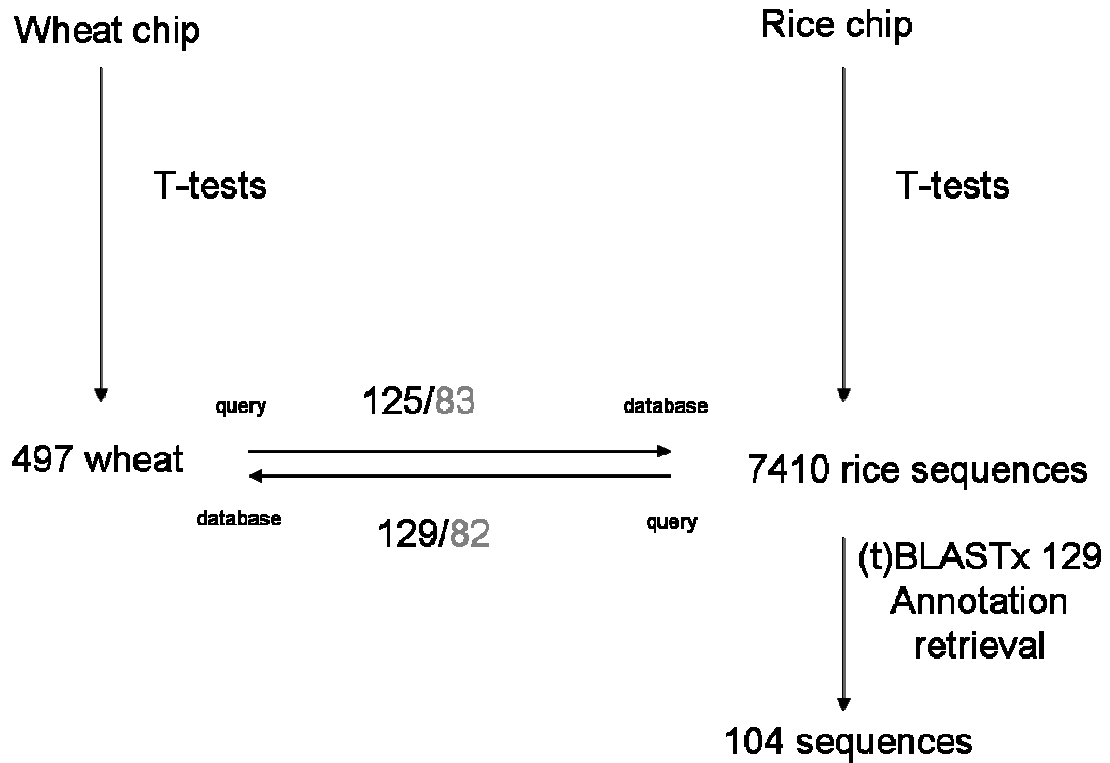 Wheat chip
Rice chip
T-tests
T-tests
query
125/83
database
497 wheat
7410 rice sequences
database
129/82
query
(t)BLASTx 129
Annotation
retrieval
104 sequences